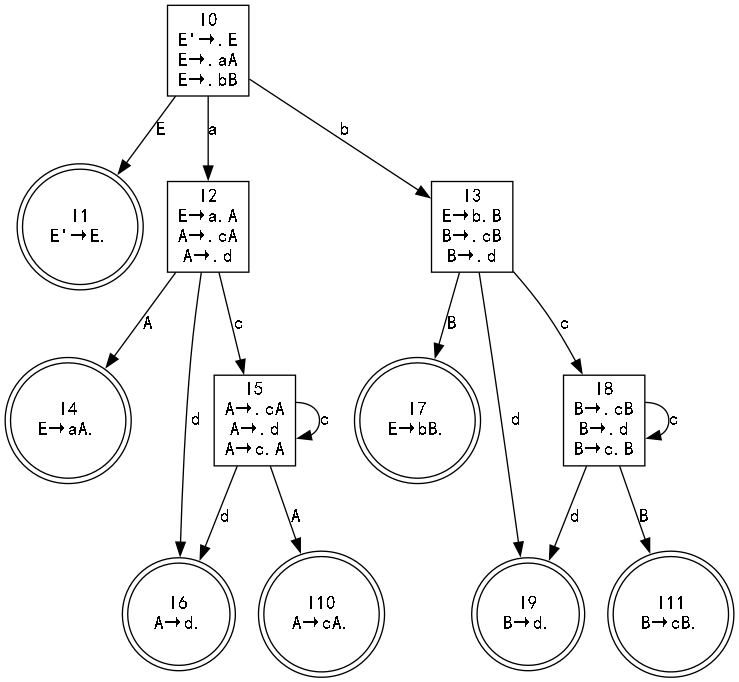 I0
E'→.E
E→.aA
E→.bB
E
a
b
I1
E'→E.
I2
E→a.A
A→.cA
A→.d
I3
E→b.B
B→.cB
B→.d
A
c
B
c
I4
E→aA.
d
I5
A→.cA
A→.d
A→c.A
c
I7
E→bB.
d
I8
B→.cB
B→.d
B→c.B
c
d
A
d
B
I6
A→d.
I10
A→cA.
I9
B→d.
I11
B→cB.